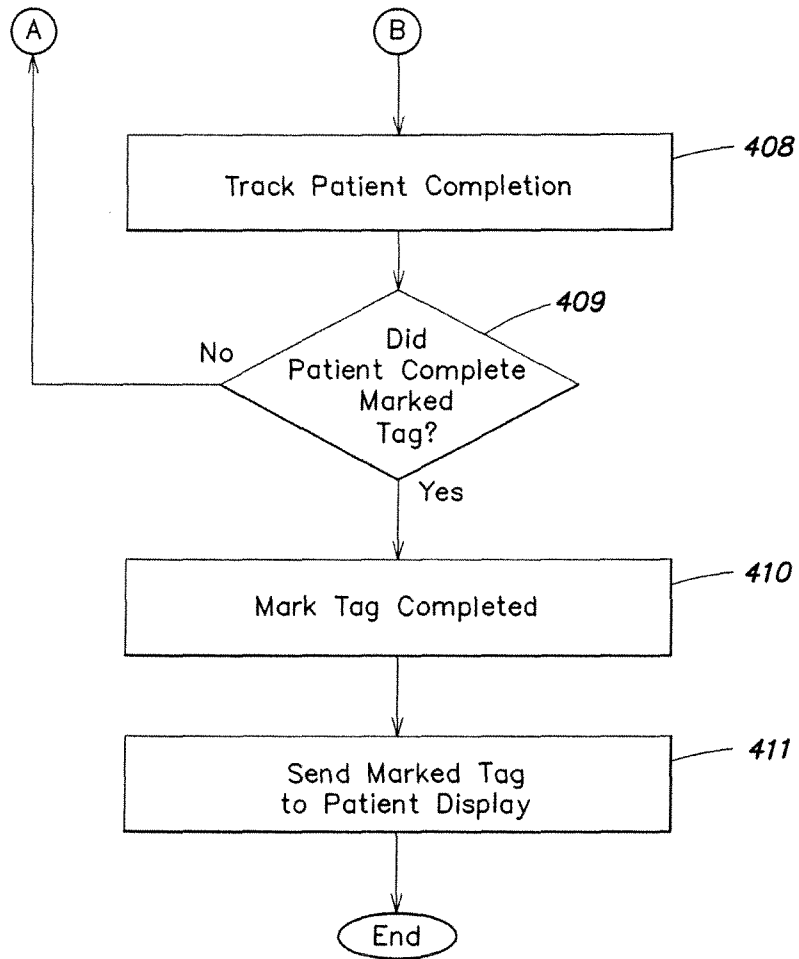 A
B
408
Track Patient Completion
409
Did
Patient Complete
Marked
Tag?
No
Yes
410
Mark Tag Completed
411
Send Marked Tag
to Patient Display
End